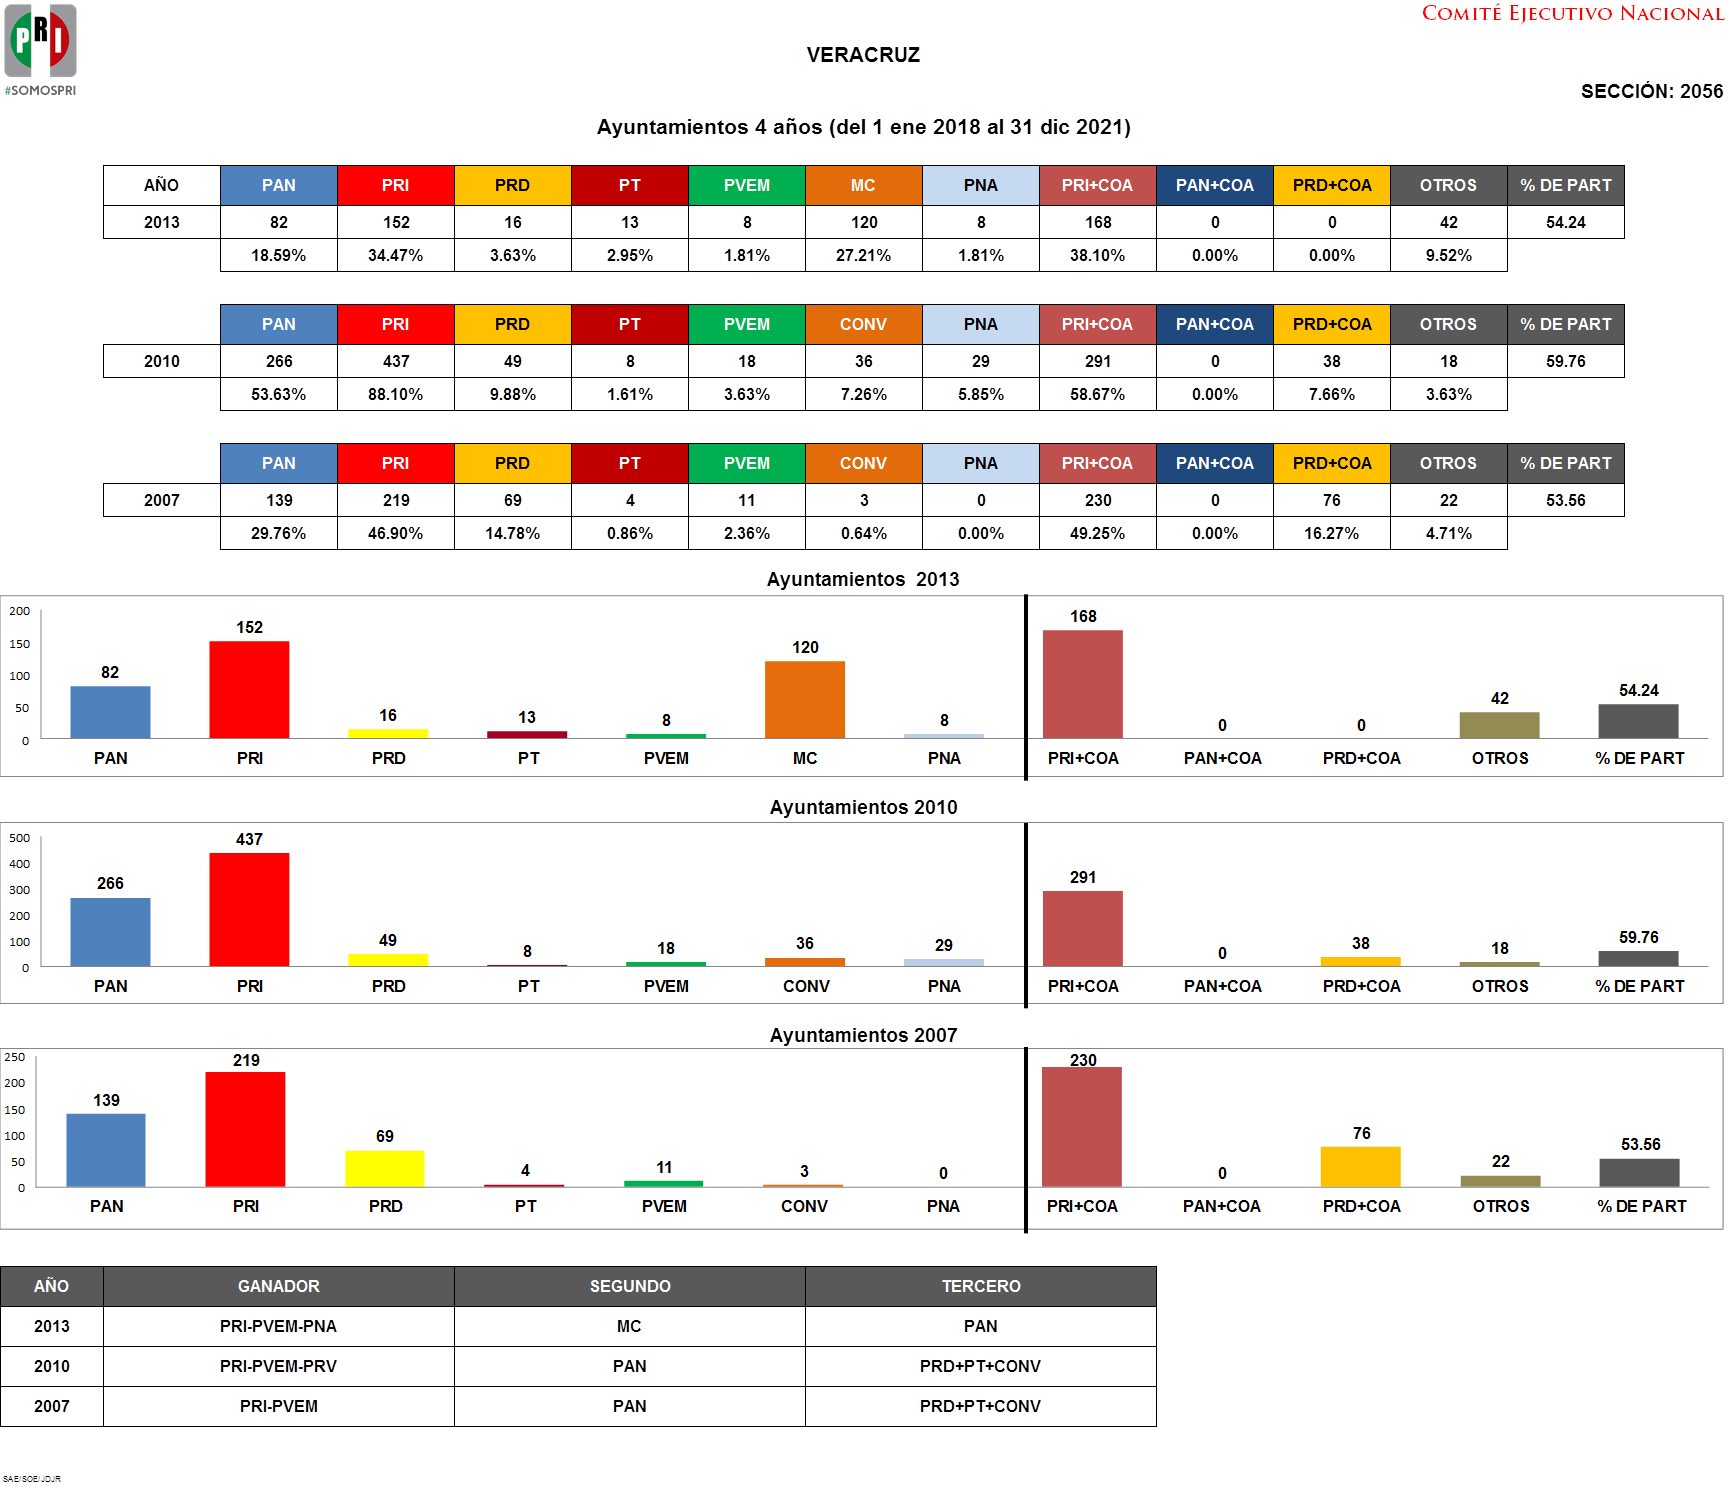 PRI
#SOMOSPRI
COMITÉ EJECUTIVO NACIONAL
VERACRUZ
SECCIÓN: 2056
Ayuntamientos 4 años (del 1 ene 2018 al 31 dic 2021)
AÑO PAN PRI PRD PT PVEM MC PNA PRI+COA PAN+COA PRD+COA OTROS % DE PART
2013 82 152 16 13 8 120 8 168 0 0 42 54.24
18.59% 34.47% 3.63% 2.95% 1.81% 27.21% 1.81% 38.10% 0.00% 0.00% 9.52%
PAN PRI PRD PT PVEM CONV PNA PRI+COA PAN+COA PRD+COA OTROS % DE PART
2010 266 437 49 8 18 36 29 291 0 38 18 59.76
53.63% 88.10% 9.88% 1.61% 3.63% 7.26% 5.85% 58.67% 0.00% 7.66% 3.63%
PAN PRI PRD PT PVEM CONV PNA PRI+COA PAN+COA PRD+COA OTROS % DE PART
2007 139 219 69 4 11 3 0 230 0 76 22 53.56
29.76% 46.90% 14.78% 0.86% 2.36% 0.64% 0.00% 49.25% 0.00% 16.27% 4.71%
Ayuntamientos 2013
200
150
100
50
0
82 152 16 13 8 120 8 168 0 0 42 54.24
PAN PRI PRD PT PVEM MC PNA PRI+COA PAN+COA PRD+COA OTROS % DE PART
Ayuntamientos 2010
500
400
300
200
100
0
266 437 49 8 18 36 29 291 0 38 18 59.76
PAN PRI PRD PT PVEM CONV PNA PRI+COA PAN+COA PRD+COA OTROS % DE PART
Ayuntamientos 2007
250
200
150
100
50
0
139 219 69 4 11 3 0 230 0 76 22 53.56
PAN PRI PRD PT PVEM CONV PNA PRI+COA PAN+COA PRD+COA OTROS % DE PART
AÑO GANADOR SEGUNDO TERCERO
2013 PRI-PVEM-PNA MC PAN
2010 PRI-PVEM-PRV PAN PRD+PT+CONV
2007 PRI-PVEM PAN PRD+PT+CONV
SAE/SOE/JDJR